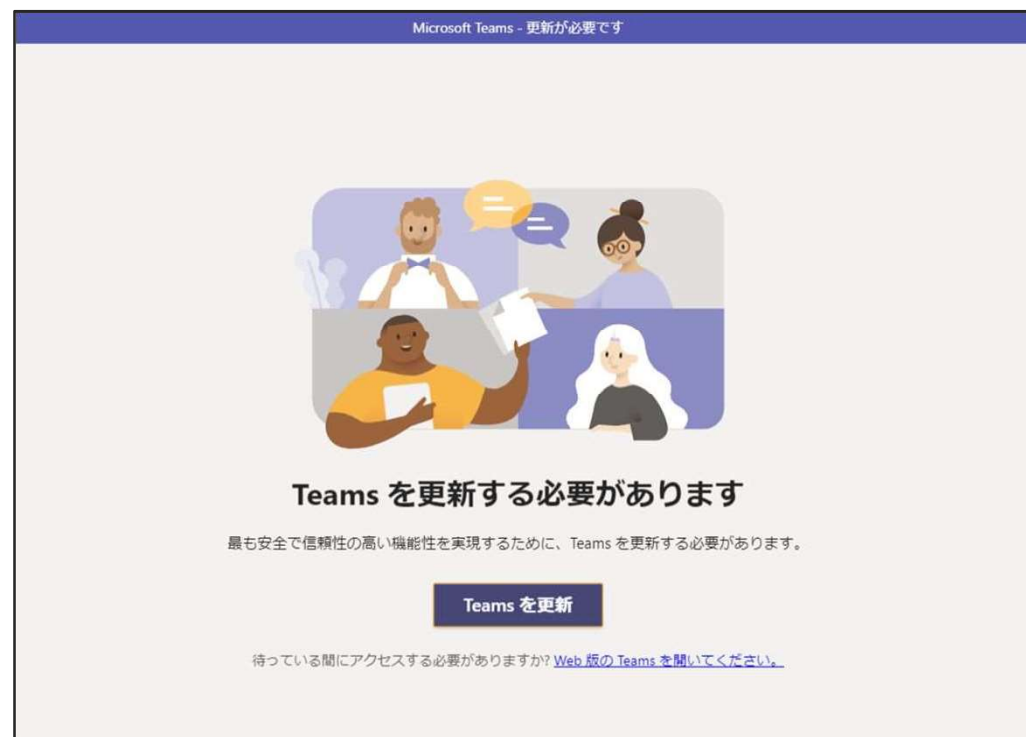 Microsoft Teams - 更新が必要です
Teams を更新する必要があります
最も安全で信頼性の高い機能性を実現するために、Teams を更新する必要があります。
Teams を更新
待っている間にアクセスする必要がありますか? Web 版の Teams を開いてください。